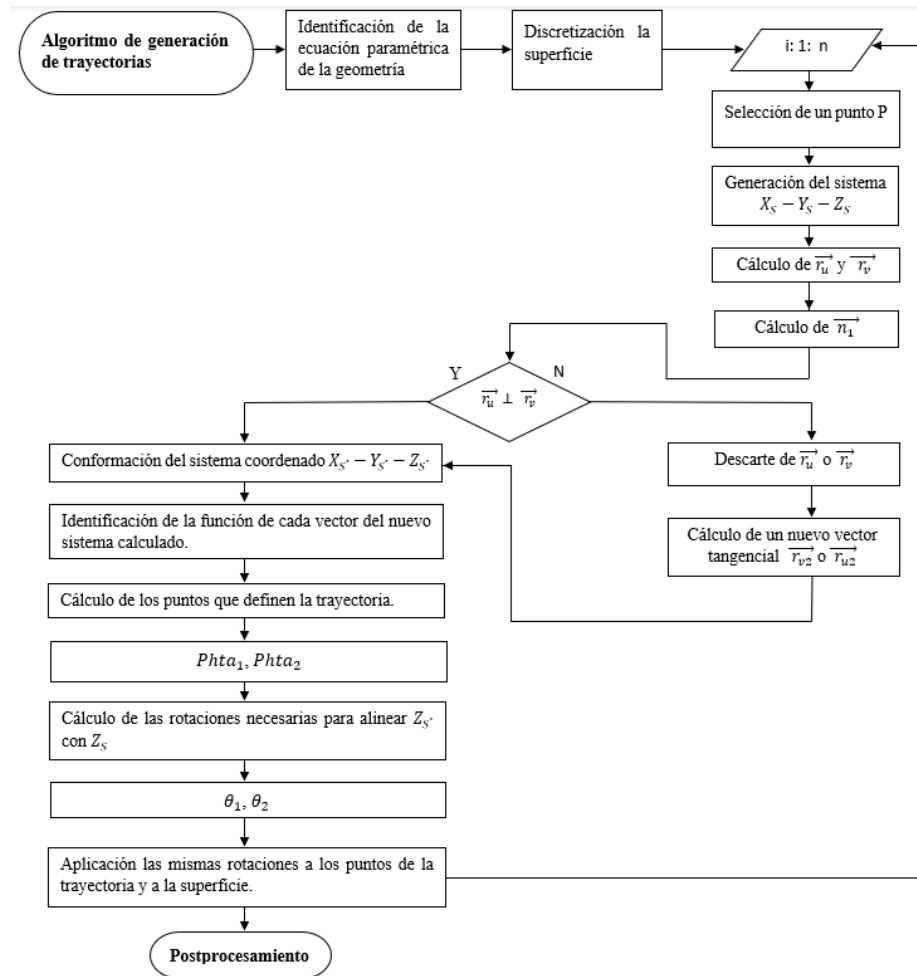 Algoritmo de generación
de trayectorias
Identificación de la
ecuación paramétrica
de la geometría
Discretización la
superfície
i: 1: n
Selección de un punto P
Generación del sistema
X_S − Y_S − Z_S
Cálculo de r_u→ y r_v→
Cálculo de n_1→
Y
N
r_u→ ⊥ r_v→
Conformación del sistema coordenado X_S´ − Y_S´ − Z_S´
Identificación de la función de cada vector del nuevo
sistema calculado.
Cálculo de los puntos que definen la trayectoria.
Phta_1, Phta_2
Cálculo de las rotaciones necesarias para alinear Z_S´
con Z_S
θ_1, θ_2
Aplicación las mismas rotaciones a los puntos de la
trayectoria y a la superfície.
Postprocesamiento
Descarte de r_u→ o r_v→
Cálculo de un nuevo vector
tangencial r_v2→ o r_u2→